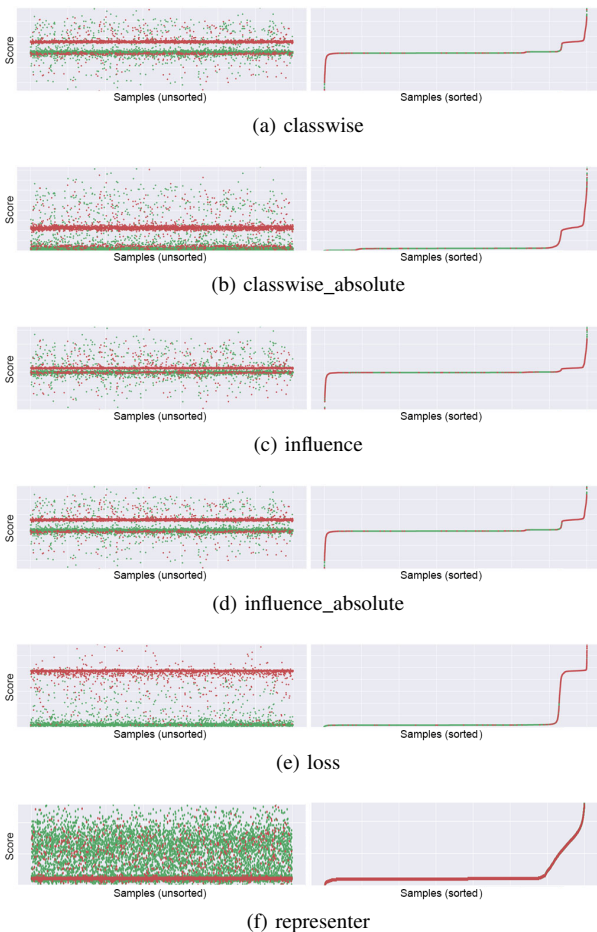 Score
Samples (unsorted)
Samples (sorted)
(a) classwise
Score
Samples (unsorted)
Samples (sorted)
(b) classwise_absolute
Score
Samples (unsorted)
Samples (sorted)
(c) influence
Score
Samples (unsorted)
Samples (sorted)
(d) influence_absolute
Score
Samples (unsorted)
Samples (sorted)
(e) loss
Score
Samples (unsorted)
Samples (sorted)
(f) representer